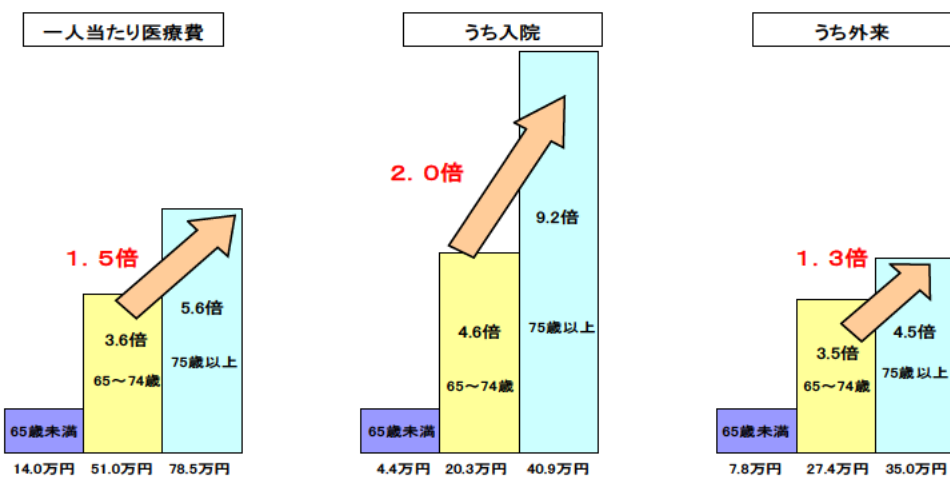 一人当たり医療費
1．5倍
5.6倍
3.6倍
75歳以上
65～74歳
65歳未満
14.0万円 51.0万円 78.5万円
うち入院
2．0倍
9.2倍
4.6倍
75歳以上
65～74歳
65歳未満
4.4万円 20.3万円 40.9万円
うち外来
1．3倍
4.5倍
3.5倍
75歳以上
65～74歳
65歳未満
7.8万円 27.4万円 35.0万円